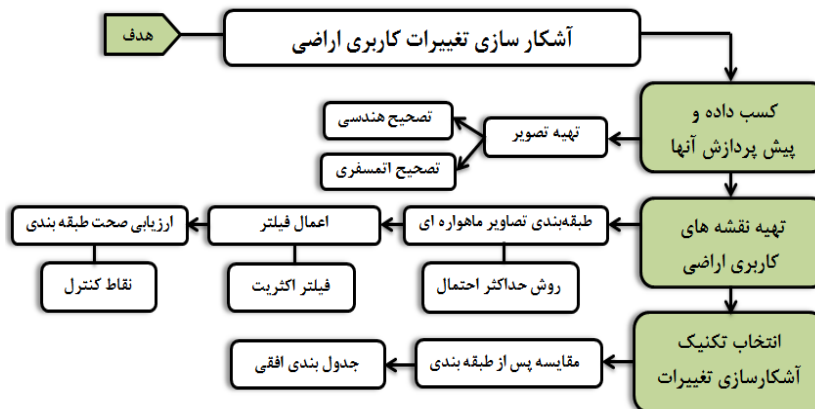 هدف
آشکار سازی تغییرات کاربری اراضی
کسب داده و
پیش پردازش آنها
تهیه تصویر
تصحیح هندسی
تصحیح اتمسفری
تهیه نقشه های
کاربری اراضی
طبقه‌بندی تصاویر ماهواره ای
اعمال فیلتر
ارزیابی صحت طبقه بندی
روش حداکثر احتمال
فیلتر اکثریت
نقاط کنترل
انتخاب تکنیک
آشکارسازی تغییرات
مقایسه پس از طبقه بندی
جدول بندی افقی